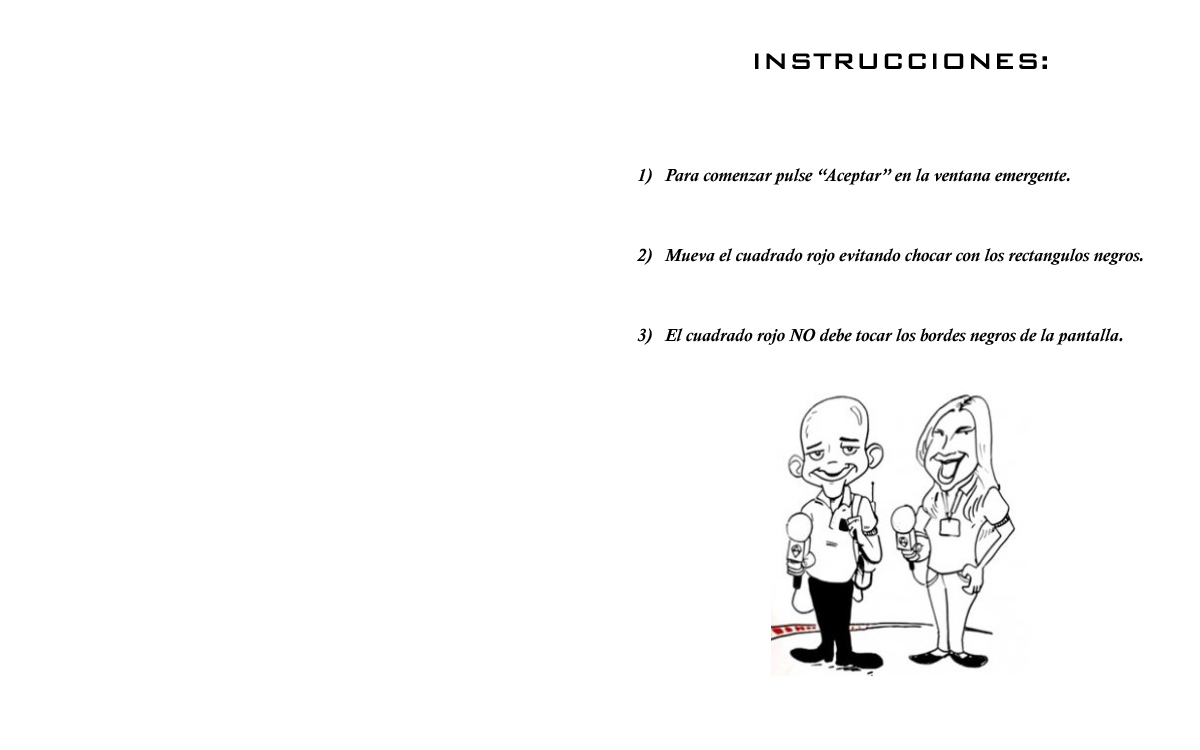 INSTRUCCIONES:
1) Para comenzar pulse “Aceptar” en la ventana emergente.
2) Mueva el cuadrado rojo evitando chocar con los rectangulos negros.
3) El cuadrado rojo NO debe tocar los bordes negros de la pantalla.